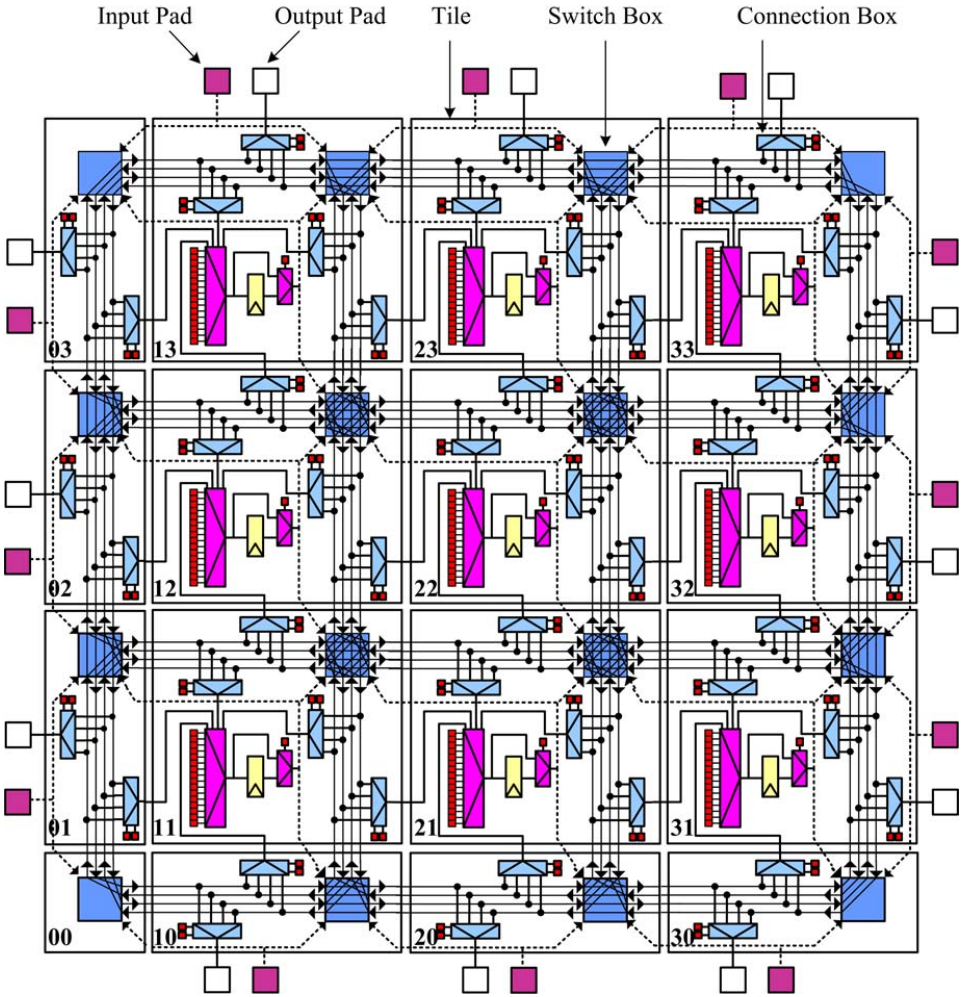 Input Pad Output Pad Tile Switch Box Connection Box
03 13 23 33
02 12 22 32
01 11 21 31
00 10 20 30